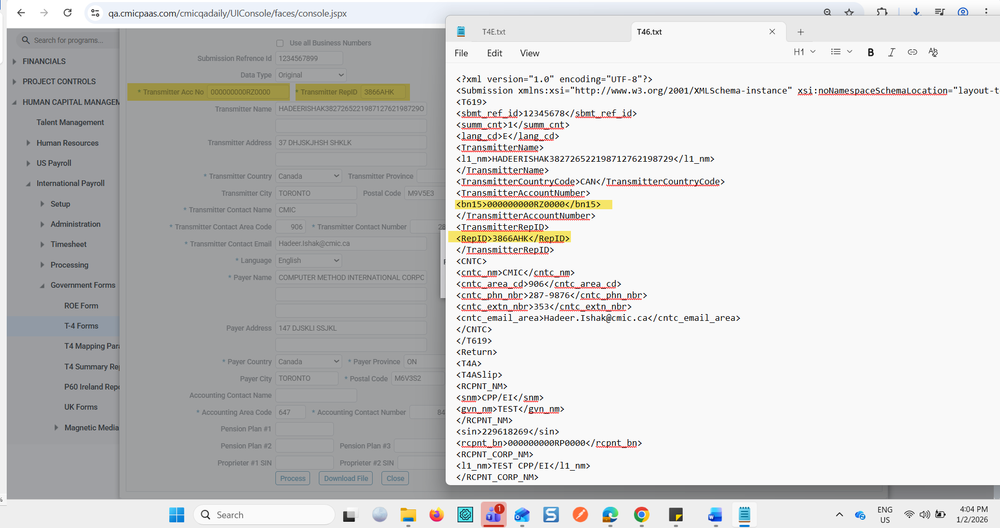 qa.cmicpaas.com/cmicqadaily/UIConsole/faces/console.jspx
Search for programs...
FINANCIALS
PROJECT CONTROLS
HUMAN CAPITAL MANAGEM
Talent Management
Human Resources
US Payroll
International Payroll
Setup
Administration
Timesheet
Processing
Government Forms
ROE Form
T-4 Forms
T4 Mapping Para
T4 Summary Rep
P60 Ireland Repo
UK Forms
Magnetic Media
Use all Business Numbers
Submission Refrence Id 1234567899
Data Type Original
* Transmitter Acc No 000000000RZ0000 * Transmitter RepID 3866AHK
Transmitter Name HADEERISHAK3827265221987127621987290
Transmitter Address 37 DHJSKJHSH SHKLK
* Transmitter Country Canada Transmitter Province
Transmitter City TORONTO Postal Code M9V5E3
* Transmitter Contact Name CMIC
* Transmitter Contact Area Code 906 * Transmitter Contact Number 28
* Transmitter Contact Email Hadeer.Ishak@cmic.ca
* Language English
* Payer Name COMPUTER METHOD INTERNATIONAL CORPO
Payer Address 147 DJSKLI SSJKL
* Payer Country Canada * Payer Province ON
Payer City TORONTO * Postal Code M6V3S2
Accounting Contact Name
* Accounting Area Code 647 * Accounting Contact Number 84
Pension Plan #1
Pension Plan #2 Pension Plan #3
Proprieter #1 SIN Proprieter #2 SIN
Process Download File Close
T4E.txt T46.txt
File Edit View H1 B I
<?xml version="1.0" encoding="UTF-8"?>
<Submission xmlns:xsi="http://www.w3.org/2001/XMLSchema-instance" xsi:noNamespaceSchemaLocation="layout-t
<T619>
<sbmt_ref_id>12345678</sbmt_ref_id>
<summ_cnt>1</summ_cnt>
<lang_cd>E</lang_cd>
<TransmitterName>
<l1_nm>HADEERISHAK382726522198712762198729</l1_nm>
</TransmitterName>
<TransmitterCountryCode>CAN</TransmitterCountryCode>
<TransmitterAccountNumber>
<bn15>000000000RZ0000</bn15>
</TransmitterAccountNumber>
<TransmitterRepID>
<RepID>3866AHK</RepID>
</TransmitterRepID>
<CNTC>
<cntc_nm>CMIC</cntc_nm>
<cntc_area_cd>906</cntc_area_cd>
<cntc_phn_nbr>287-9876</cntc_phn_nbr>
<cntc_extn_nbr>353</cntc_extn_nbr>
<cntc_email_area>Hadeer.Ishak@cmic.ca</cntc_email_area>
</CNTC>
</T619>
<Return>
<T4A>
<T4ASlip>
<RCPNT_NM>
<snm>CPP/EI</snm>
<gvn_nm>TEST</gvn_nm>
</RCPNT_NM>
<sin>229618269</sin>
<rcpnt_bn>000000000RP0000</rcpnt_bn>
<RCPNT_CORP_NM>
<l1_nm>TEST CPP/EI</l1_nm>
</RCPNT_CORP_NM>
Search
1
ENG
US
4:04 PM
1/2/2026